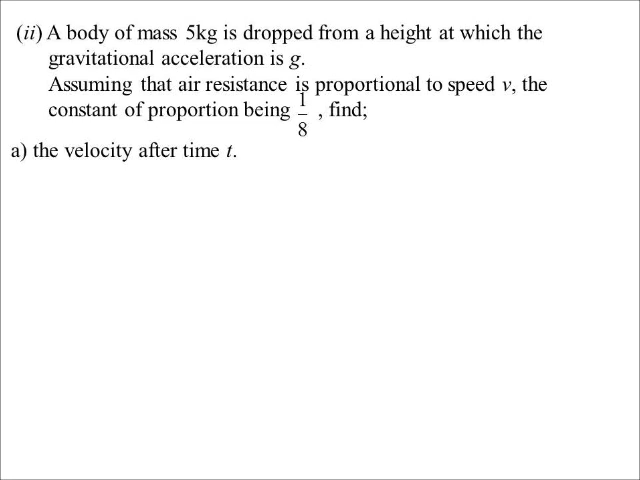 (ii) A body of mass 5kg is dropped from a height at which the
gravitational acceleration is g.
Assuming that air resistance is proportional to speed v, the
constant of proportion being 1/8 , find;
a) the velocity after time t.